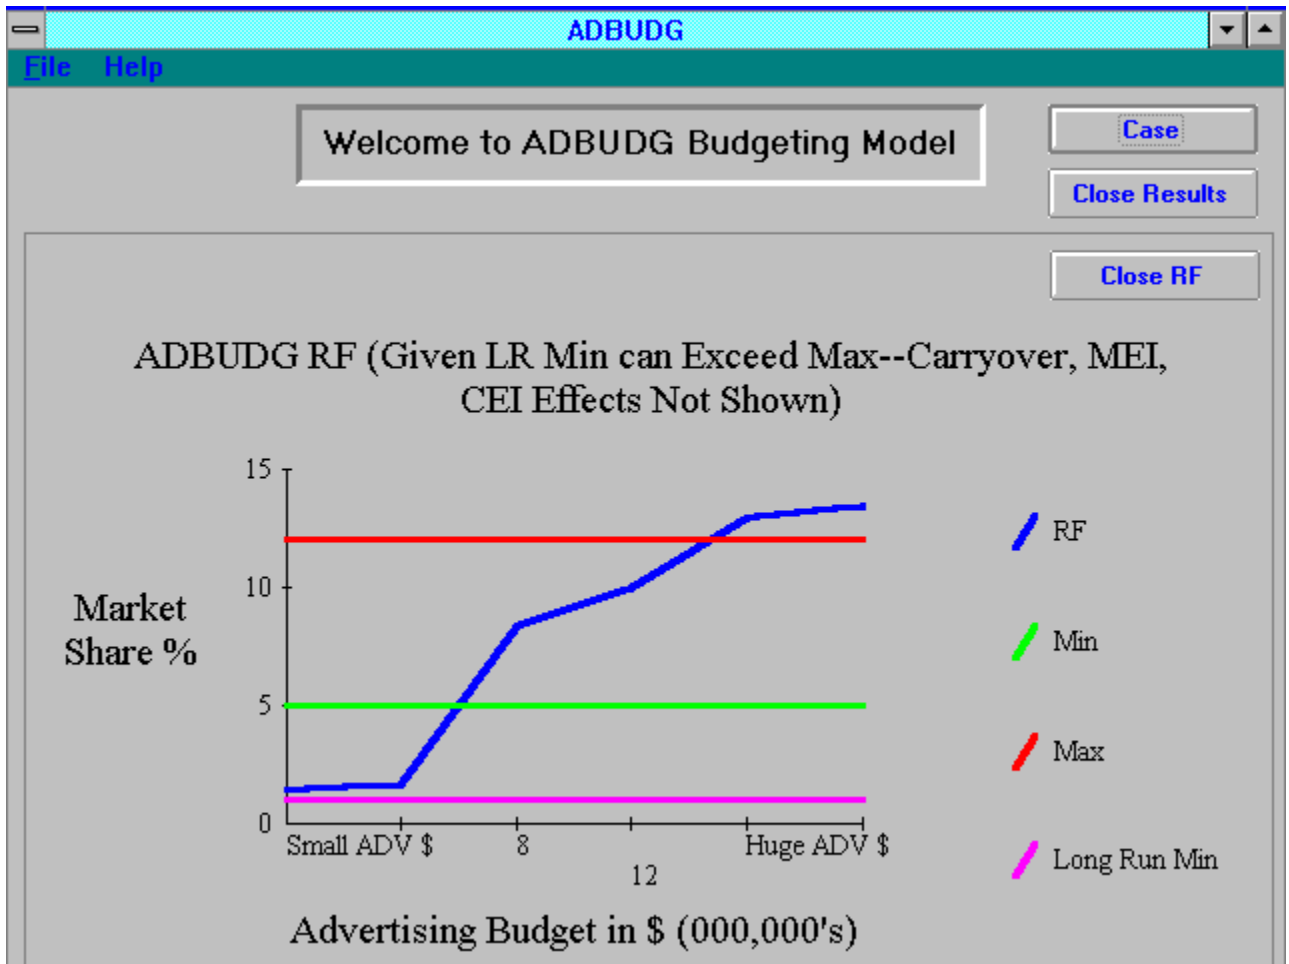 ADBUDG
File Help
Welcome to ADBUDG Budgeting Model
Case
Close Results
Close RF
ADBUDG RF (Given LR Min can Exceed Max--Carryover, MEI,
CEI Effects Not Shown)
Market
Share %
15
10
5
0
Small ADV $
8
12
Huge ADV $
Advertising Budget in $ (000,000's)
RF
Min
Max
Long Run Min